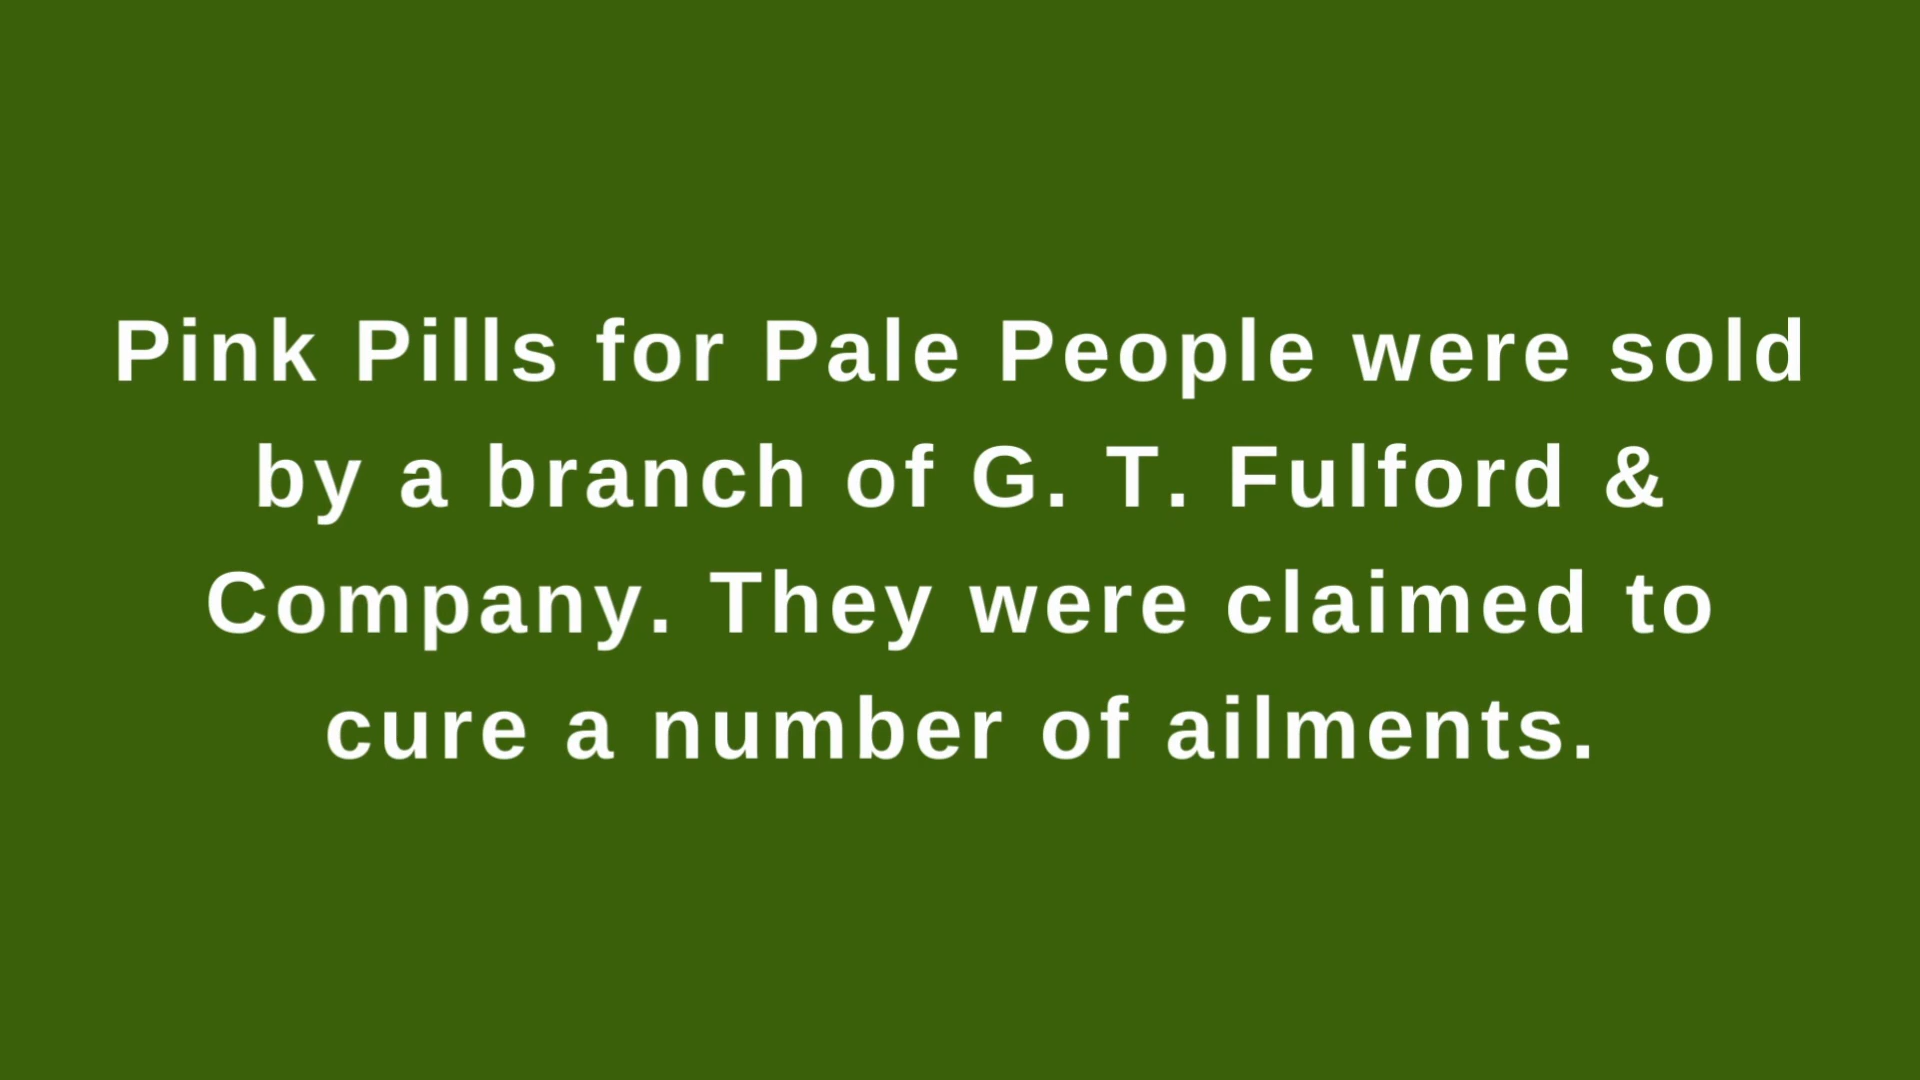 Pink Pills for Pale People were sold
by a branch of G. T. Fulford &
Company. They were claimed to
cure a number of ailments.